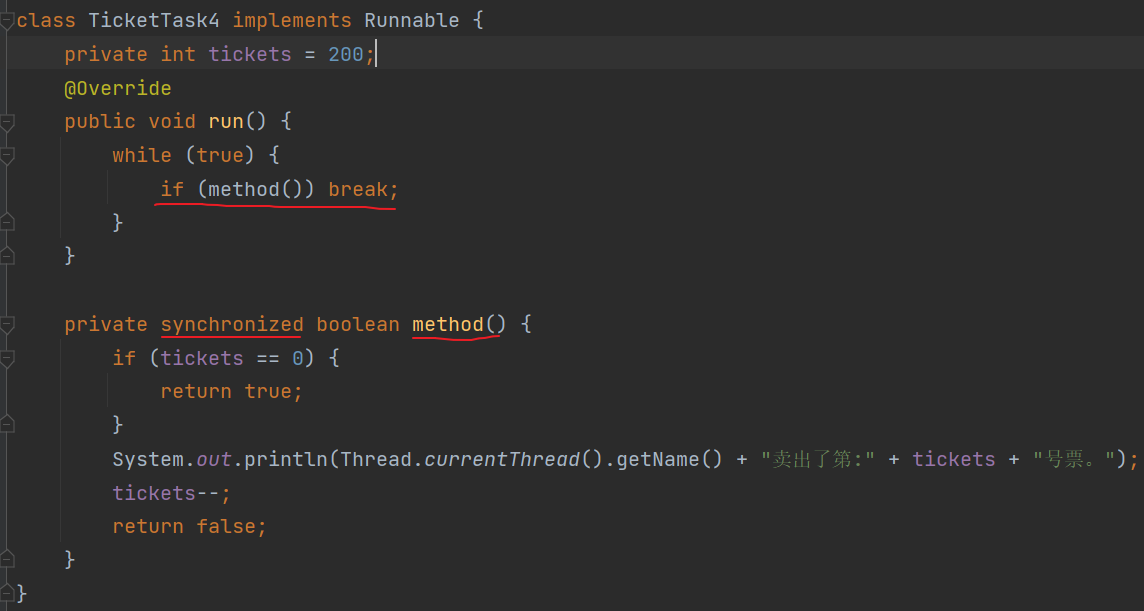 class TicketTask4 implements Runnable {
    private int tickets = 200;
    @Override
    public void run() {
        while (true) {
            if (method()) break;
        }
    }

    private synchronized boolean method() {
        if (tickets == 0) {
            return true;
        }
        System.out.println(Thread.currentThread().getName() + "卖出了第:" + tickets + "号票。");
        tickets--;
        return false;
    }
}